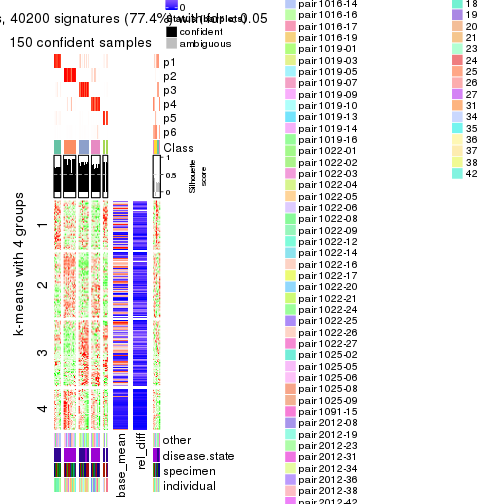 , 40200 signatures (77.4%) with fdr < 0.05
150 confident samples
0
confident
ambiguous
p1
p2
p3
p4
p5
p6
Class
1
0.5
0
Silhouette
score
k-means with 4 groups
1
2
3
4
base_mean
rel_diff
other
disease.state
specimen
individual
pair1016-14
pair1016-16
pair1016-17
pair1016-19
pair1019-01
pair1019-03
pair1019-05
pair1019-07
pair1019-09
pair1019-10
pair1019-13
pair1019-14
pair1019-16
pair1022-01
pair1022-02
pair1022-03
pair1022-04
pair1022-05
pair1022-06
pair1022-08
pair1022-09
pair1022-12
pair1022-14
pair1022-16
pair1022-17
pair1022-20
pair1022-21
pair1022-24
pair1022-25
pair1022-26
pair1022-27
pair1025-02
pair1025-05
pair1025-06
pair1025-08
pair1025-09
pair1091-15
pair2012-08
pair2012-19
pair2012-23
pair2012-31
pair2012-34
pair2012-36
pair2012-38
pair2012-42
18
19
20
21
23
24
25
26
27
31
34
35
36
37
38
42